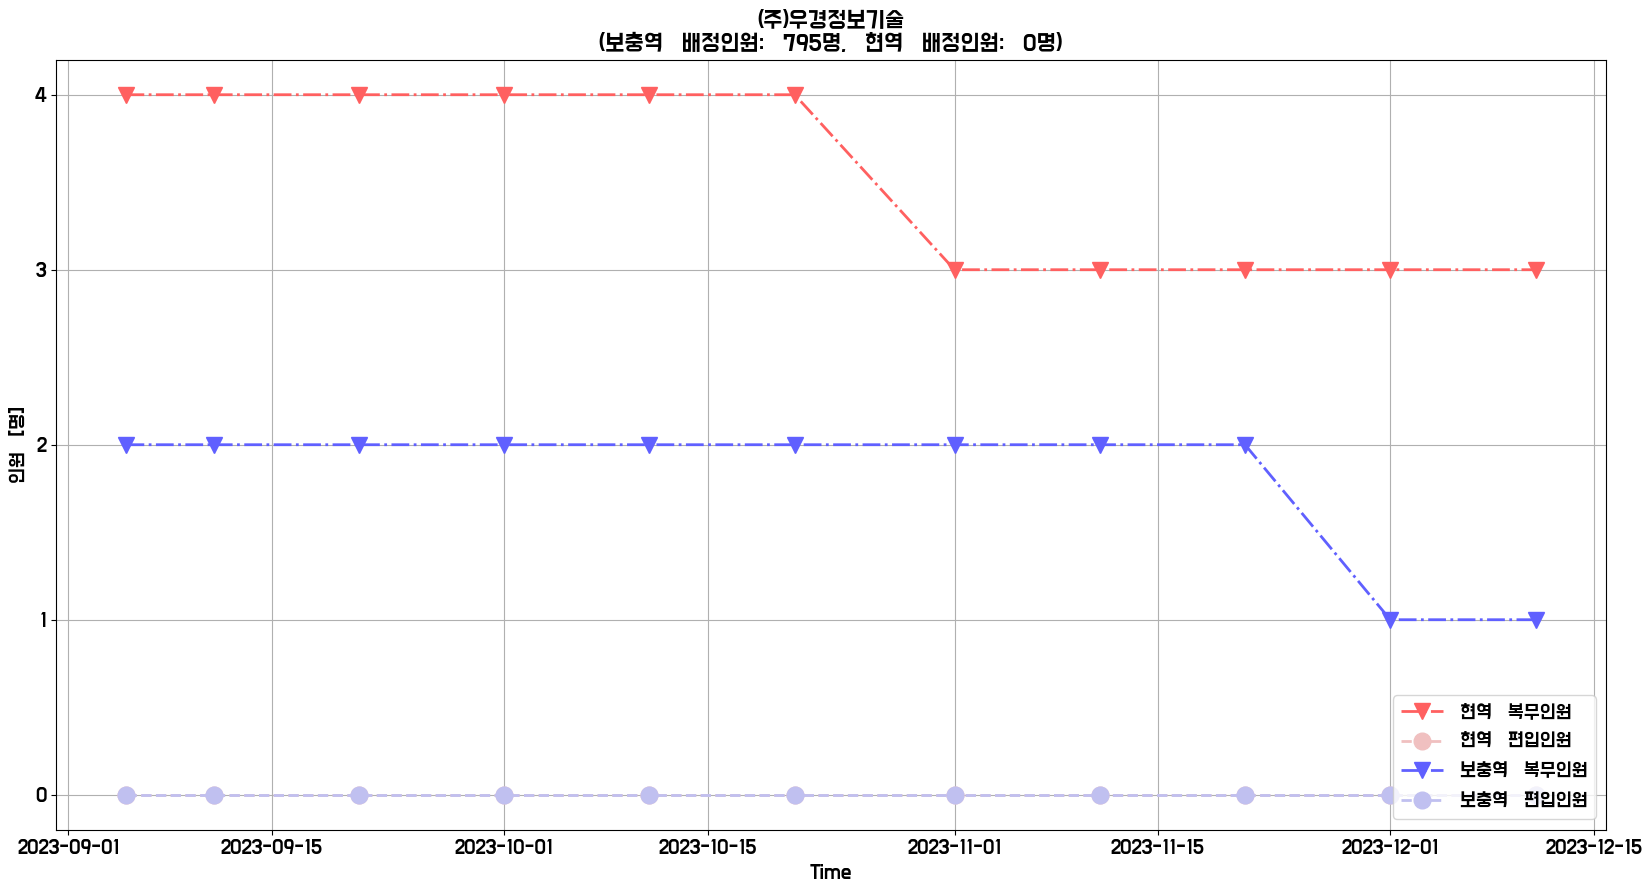 (주)우경정보기술
(보충역 배정인원: 795명, 현역 배정인원: 0명)
4
3
2
1
0
인원 [명]
2023-09-01 2023-09-15 2023-10-01 2023-10-15 2023-11-01 2023-11-15 2023-12-01 2023-12-15
Time
현역 복무인원
현역 편입인원
보충역 복무인원
보충역 편입인원